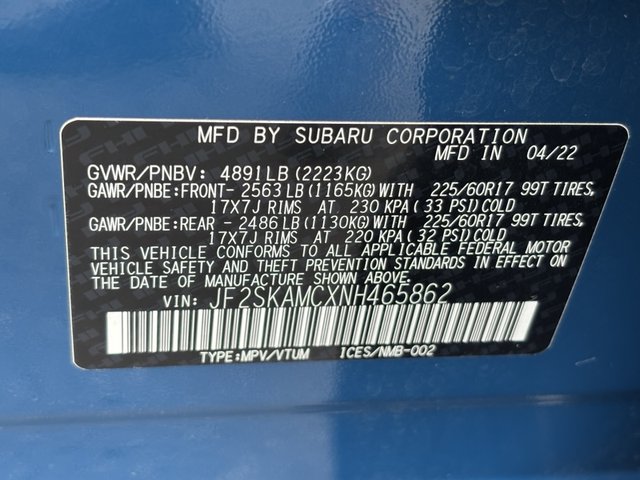 MFD BY SUBARU CORPORATION
MFD IN 04/22
GVWR/PNBV: 4891LB(2223KG)
GAWR/PNBE:FRONT- 2563LB(1165KG)WITH 225/60R17 99T TIRES,
17X7J RIMS AT 230 KPA(33 PSI)COLD
GAWR/PNBE:REAR - 2486LB(1130KG)WITH 225/60R17 99T TIRES,
17X7J RIMS AT 220 KPA(32 PSI)COLD
THIS VEHICLE CONFORMS TO ALL APPLICABLE FEDERAL MOTOR
VEHICLE SAFETY AND THEFT PREVENTION STANDARDS IN EFFECT ON
THE DATE OF MANUFACTURE SHOWN ABOVE.
VIN: JF2SKAMCXNH465862
TYPE:MPV/VTUM ICES/NMB-002